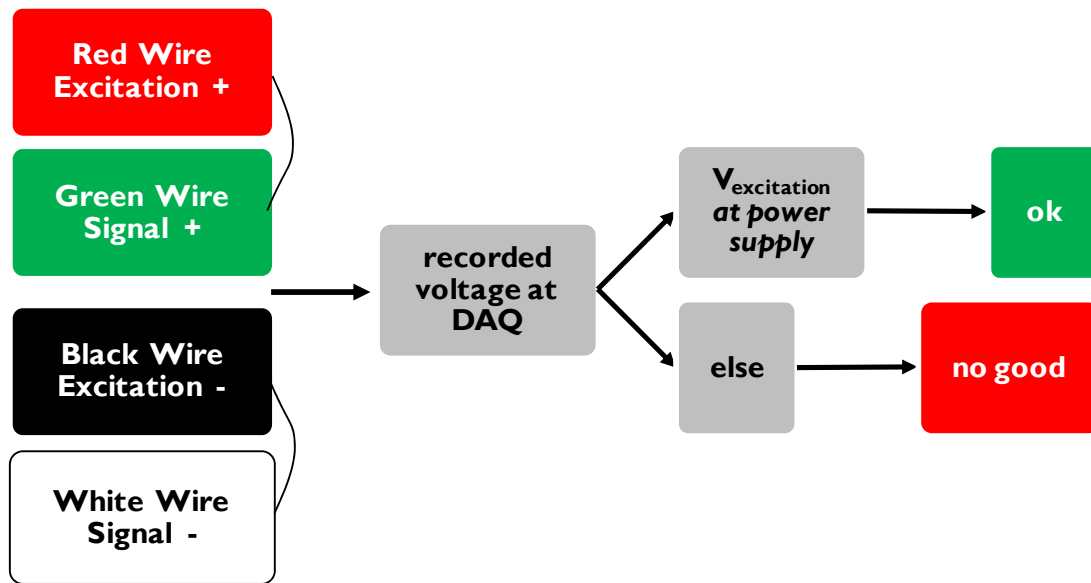 Red Wire
Excitation +
Green Wire
Signal +
Black Wire
Excitation -
White Wire
Signal -
recorded
voltage at
DAQ
Vexcitation
at power
supply
else
ok
no good